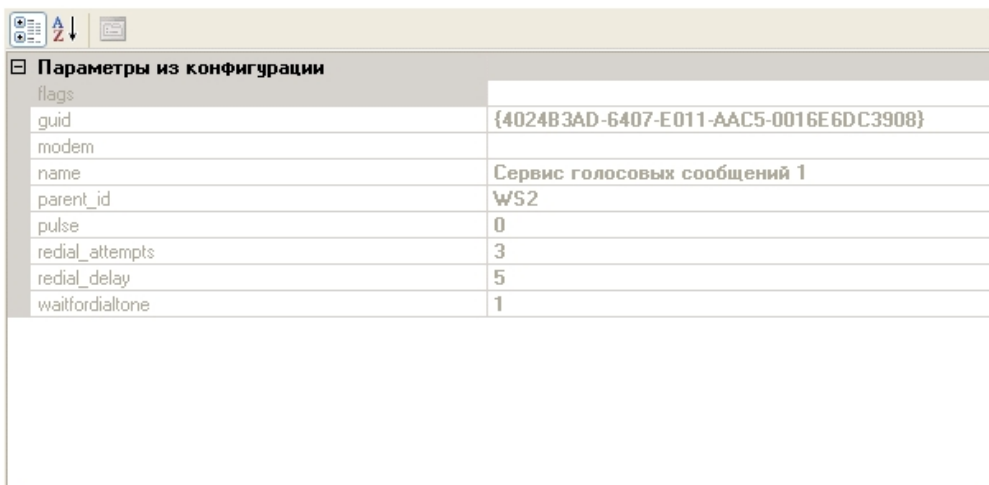 Параметры из конфигурации
flags
guid {4024B3AD-6407-E011-AAC5-0016E6DC3908}
modem
name Сервис голосовых сообщений 1
parent_id WS2
pulse 0
redial_attempts 3
redial_delay 5
waitfordialtone 1